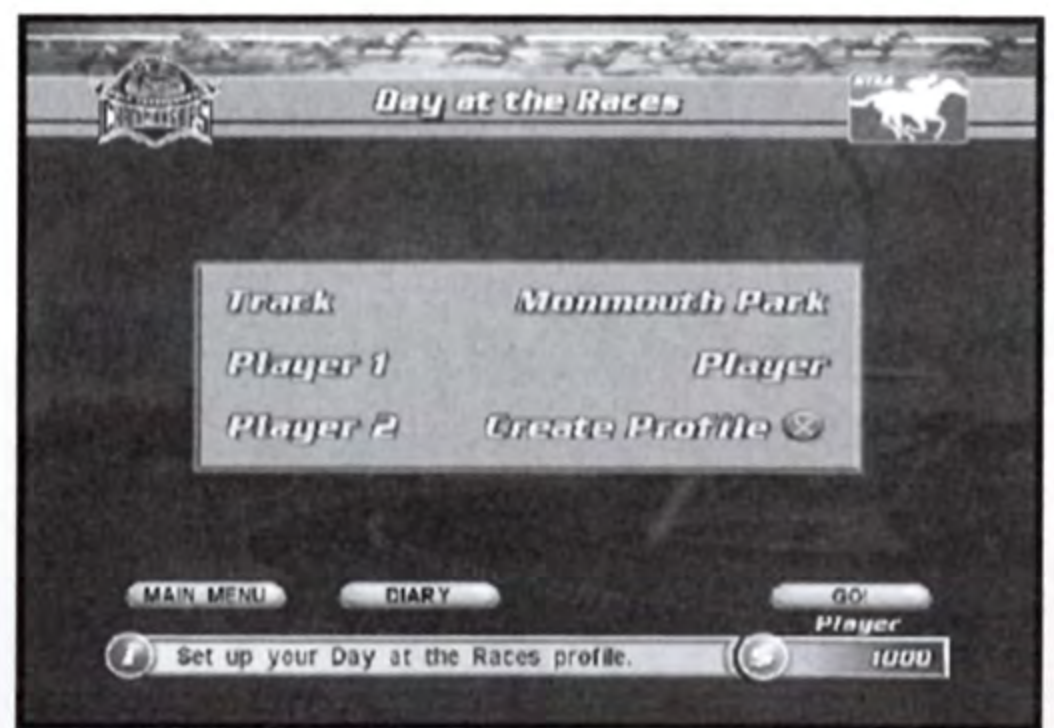 Day at the Races
NTRA
Track Monmouth Park
Player 1 Player
Player 2 Create Profile
MAIN MENU DIARY GO!
Player
Set up your Day at the Races profile.
$ 1000